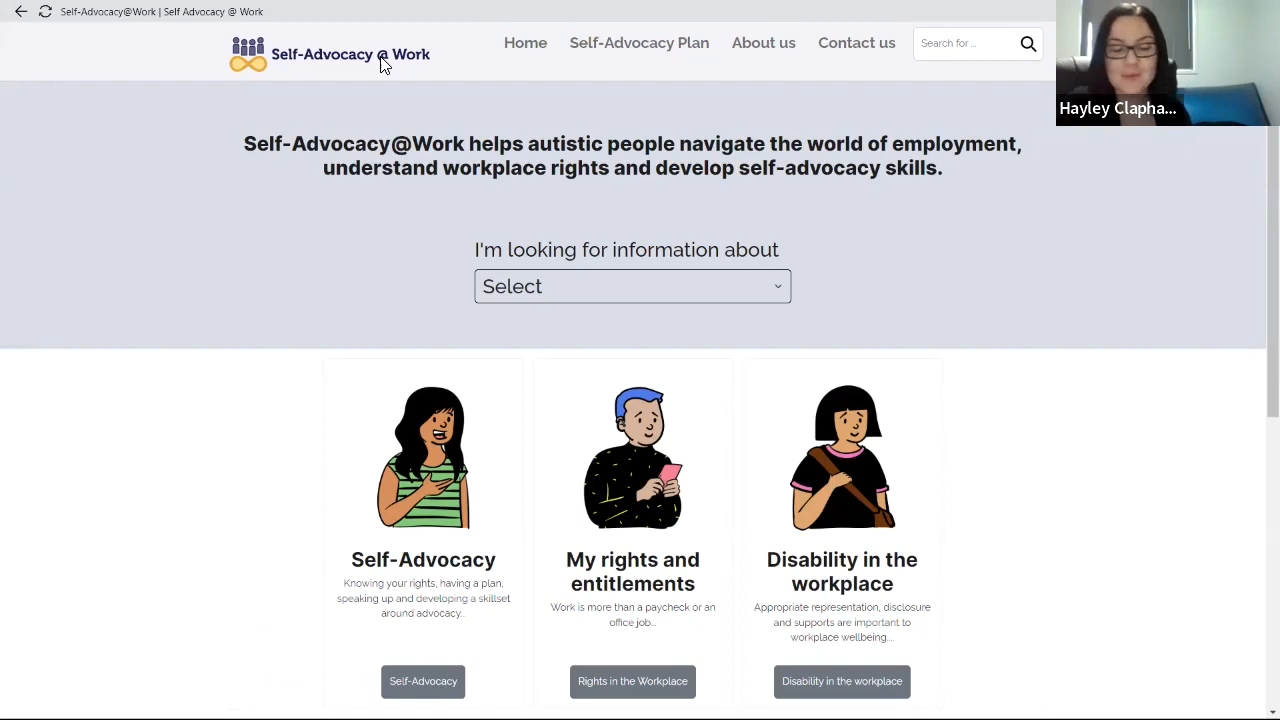 Self-Advocacy@Work | Self Advocacy @ Work
Self-Advocacy @ Work
Home
Self-Advocacy Plan
About us
Contact us
Search for ...
Hayley Clapha...
Self-Advocacy@Work helps autistic people navigate the world of employment,
understand workplace rights and develop self-advocacy skills.
I'm looking for information about
Select
Self-Advocacy
Knowing your rights, having a plan,
speaking up and developing a skillset
around advocacy...
Self-Advocacy
My rights and
entitlements
Work is more than a paycheck or an
office job...
Rights in the Workplace
Disability in the
workplace
Appropriate representation, disclosure
and supports are important to
workplace wellbeing....
Disability in the workplace